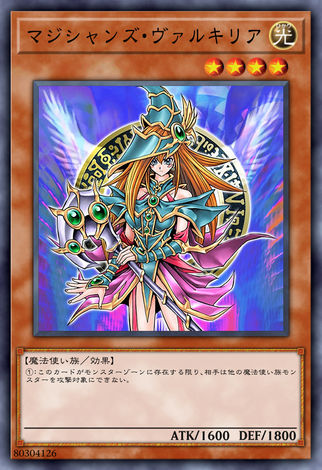 マジシャンズ・ヴァルキリア
光
【魔法使い族／効果】
①:このカードがモンスターゾーンに存在する限り、相手は他の魔法使い族モン
スターを攻撃対象にできない。
ATK/1600 DEF/1800
80304126